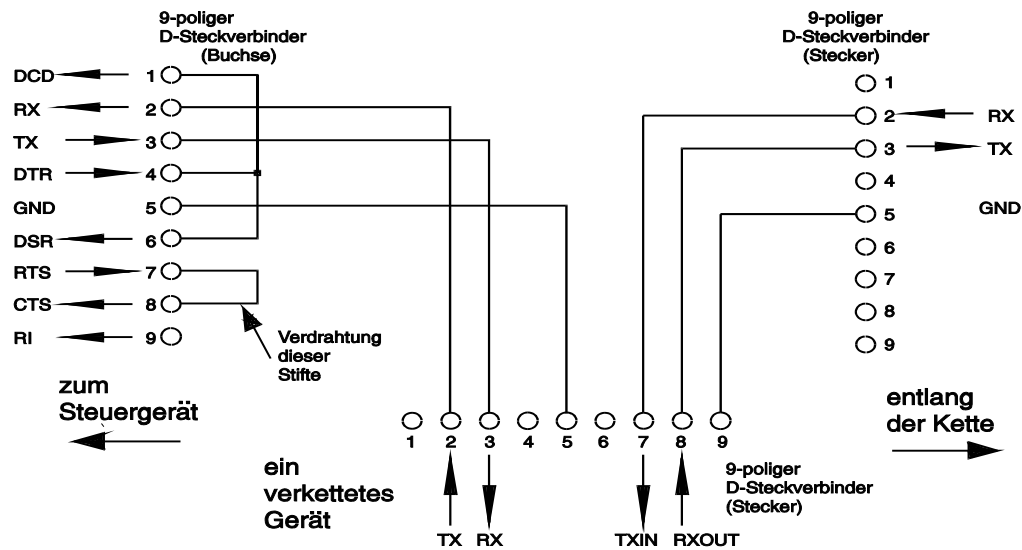 9-poliger
D-Steckverbinder
(Buchse)
9-poliger
D-Steckverbinder
(Stecker)
DCD 1
RX 2
TX 3
DTR 4
GND 5
DSR 6
RTS 7
CTS 8
RI 9
1
2 RX
3 TX
4
5 GND
6
7
8
9
Verdrahtung
dieser
Stifte
zum
Steuergerät
entlang
der Kette
1 2 3 4 5 6 7 8 9
ein
verkettetes
Gerät
9-poliger
D-Steckverbinder
(Stecker)
TX RX TXIN RXOUT